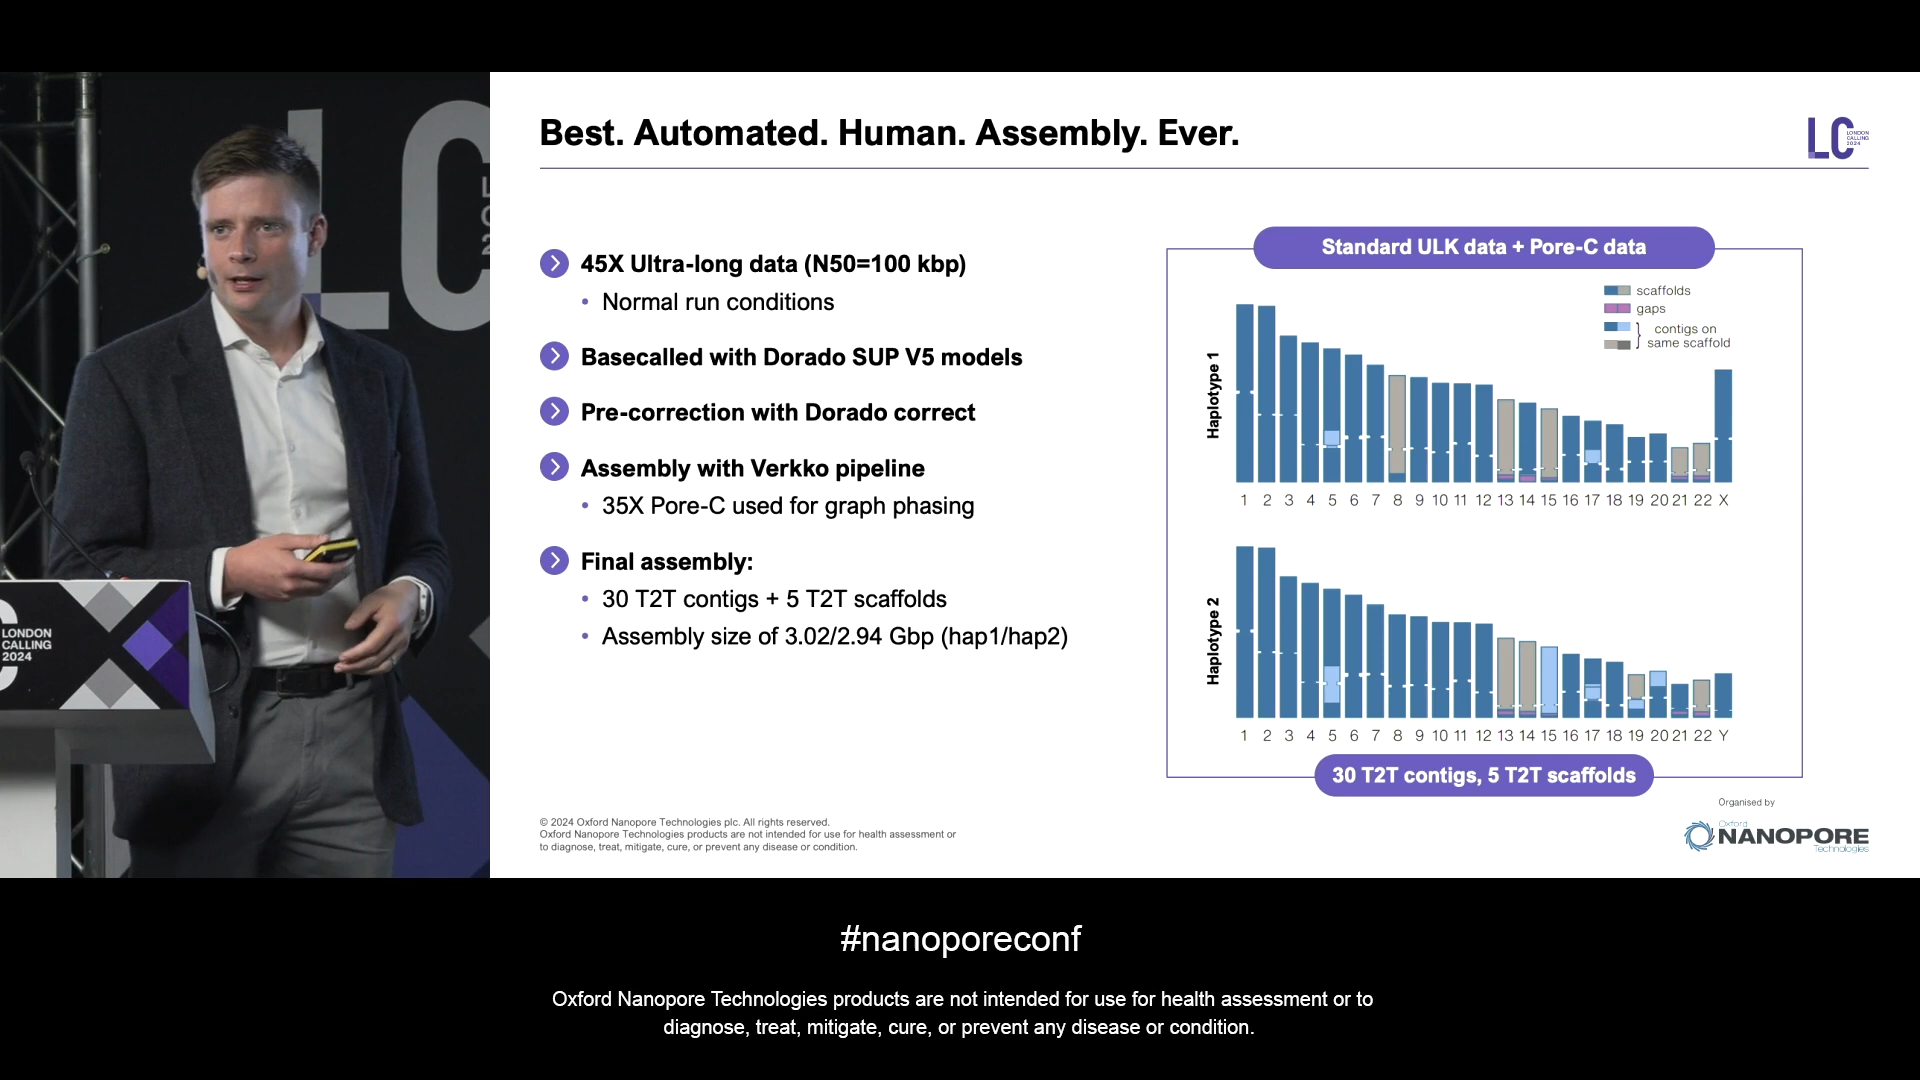 Best. Automated. Human. Assembly. Ever.
LC LONDON
CALLING
2024
45X Ultra-long data (N50=100 kbp)
• Normal run conditions
Basecalled with Dorado SUP V5 models
Pre-correction with Dorado correct
Assembly with Verkko pipeline
• 35X Pore-C used for graph phasing
Final assembly:
• 30 T2T contigs + 5 T2T scaffolds
• Assembly size of 3.02/2.94 Gbp (hap1/hap2)
Standard ULK data + Pore-C data
scaffolds
gaps
contigs on
same scaffold
Haplotype 1
1 2 3 4 5 6 7 8 9 10 11 12 13 14 15 16 17 18 19 20 21 22 X
Haplotype 2
1 2 3 4 5 6 7 8 9 10 11 12 13 14 15 16 17 18 19 20 21 22 Y
30 T2T contigs, 5 T2T scaffolds
© 2024 Oxford Nanopore Technologies plc. All rights reserved.
Oxford Nanopore Technologies products are not intended for use for health assessment or
to diagnose, treat, mitigate, cure, or prevent any disease or condition.
Organised by
Oxford
NANOPORE
Technologies
LC
L
C
2
C
LONDON
CALLING
2024
#nanoporeconf
Oxford Nanopore Technologies products are not intended for use for health assessment or to
diagnose, treat, mitigate, cure, or prevent any disease or condition.